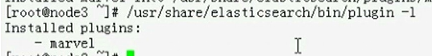 [root@node3 ~]# /usr/share/elasticsearch/bin/plugin -l
Installed plugins:
    - marvel